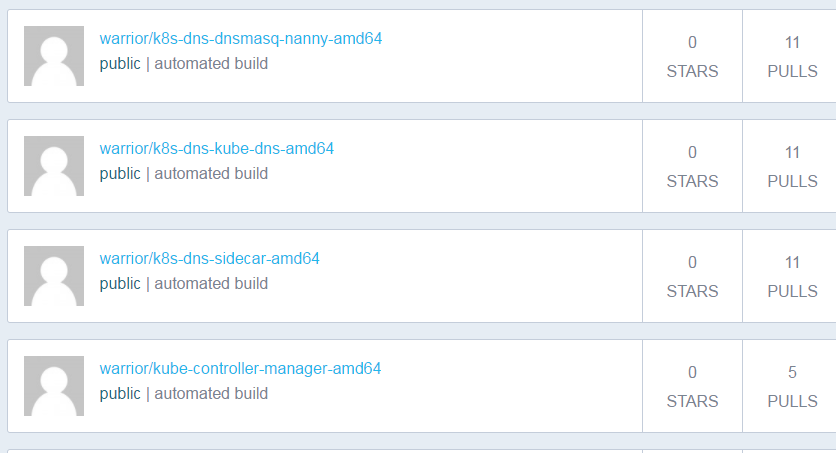 warrior/k8s-dns-dnsmasq-nanny-amd64
public | automated build
0
STARS
11
PULLS
warrior/k8s-dns-kube-dns-amd64
public | automated build
0
STARS
11
PULLS
warrior/k8s-dns-sidecar-amd64
public | automated build
0
STARS
11
PULLS
warrior/kube-controller-manager-amd64
public | automated build
0
STARS
5
PULLS